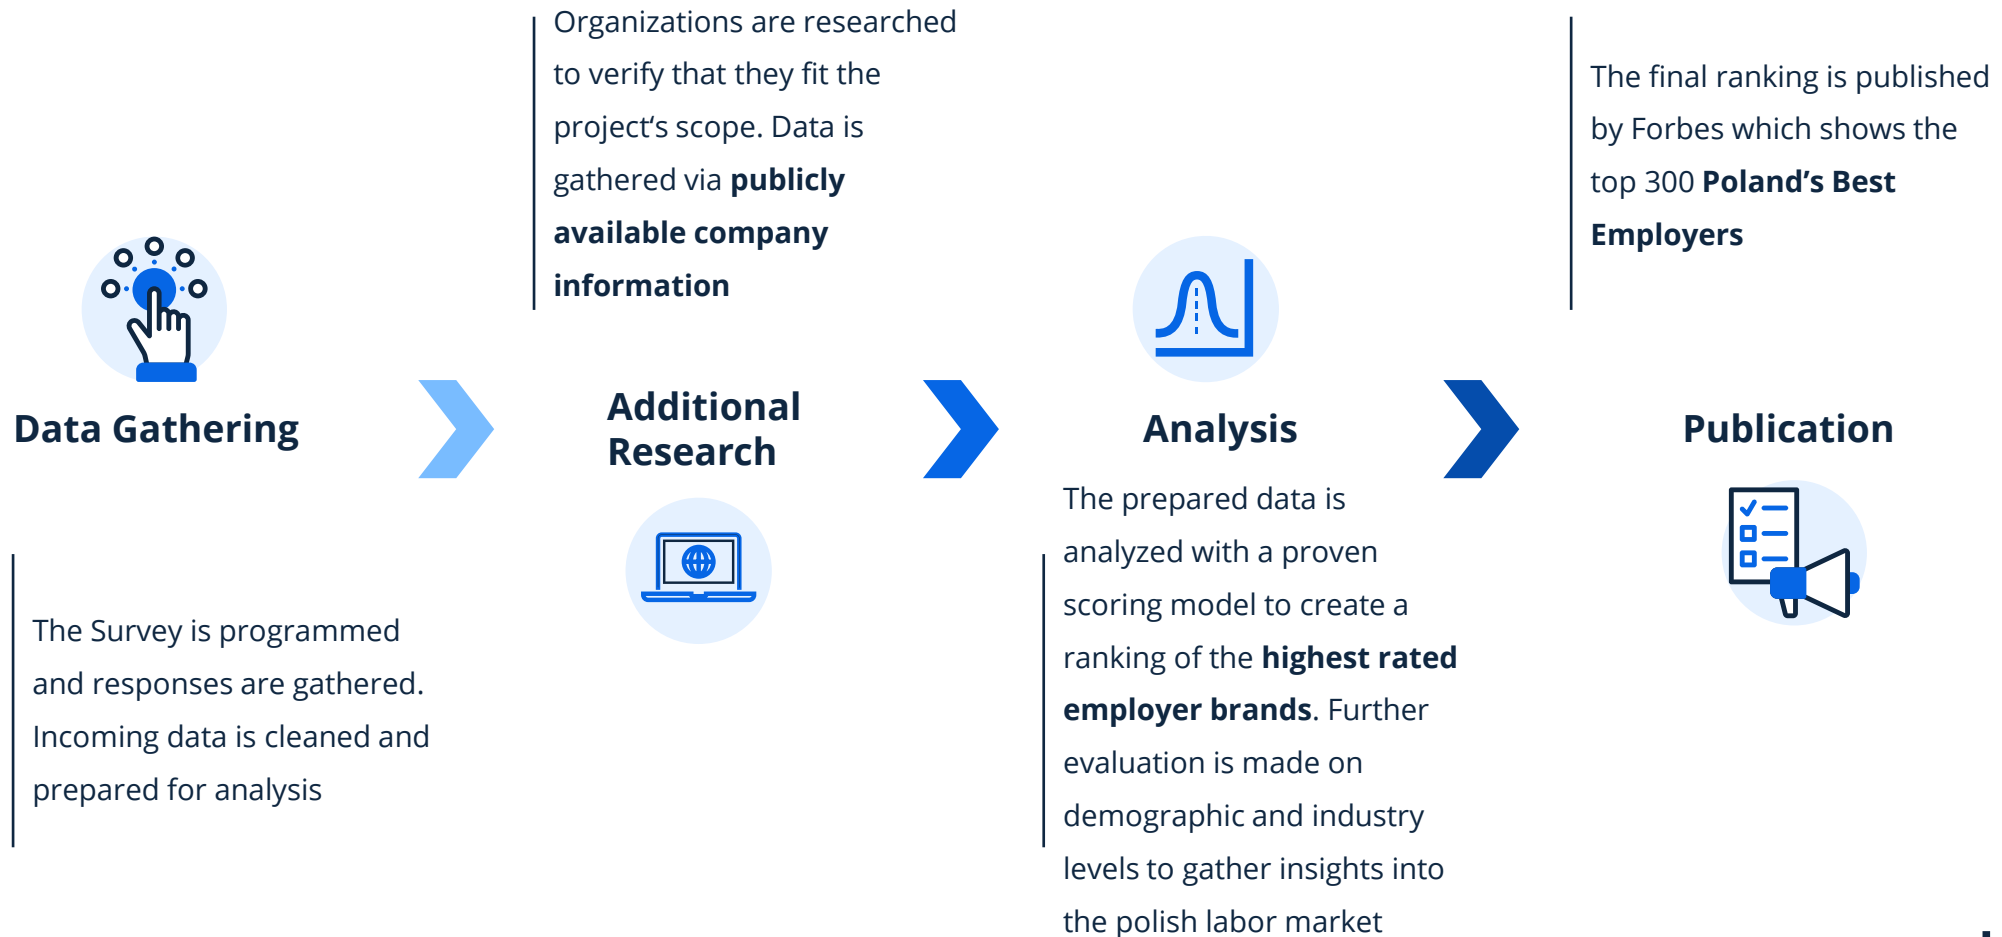 Data Gathering
The Survey is programmed
and responses are gathered.
Incoming data is cleaned and
prepared for analysis
Organizations are researched
to verify that they fit the
project‘s scope. Data is
gathered via publicly
available company
information
Additional
Research
Analysis
The prepared data is
analyzed with a proven
scoring model to create a
ranking of the highest rated
employer brands. Further
evaluation is made on
demographic and industry
levels to gather insights into
the polish labor market
The final ranking is published
by Forbes which shows the
top 300 Poland’s Best
Employers
Publication